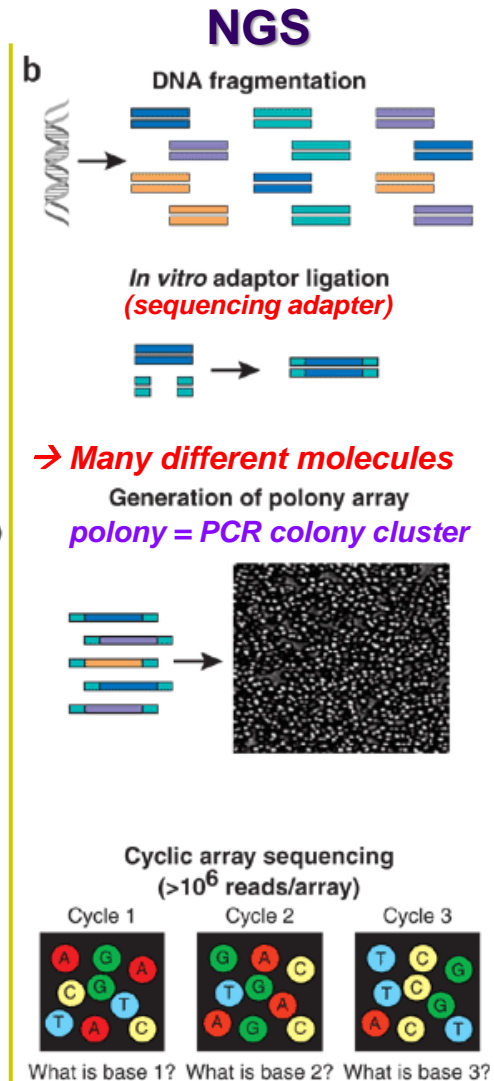 NGS
b
DNA fragmentation
In vitro adaptor ligation
(sequencing adapter)
→ Many different molecules
Generation of polony array
polony = PCR colony cluster
Cyclic array sequencing
(>10⁶ reads/array)
Cycle 1 Cycle 2 Cycle 3
A G A G A C T C G
C G T T G A T C G
T A C A G C A C T
What is base 1? What is base 2? What is base 3?